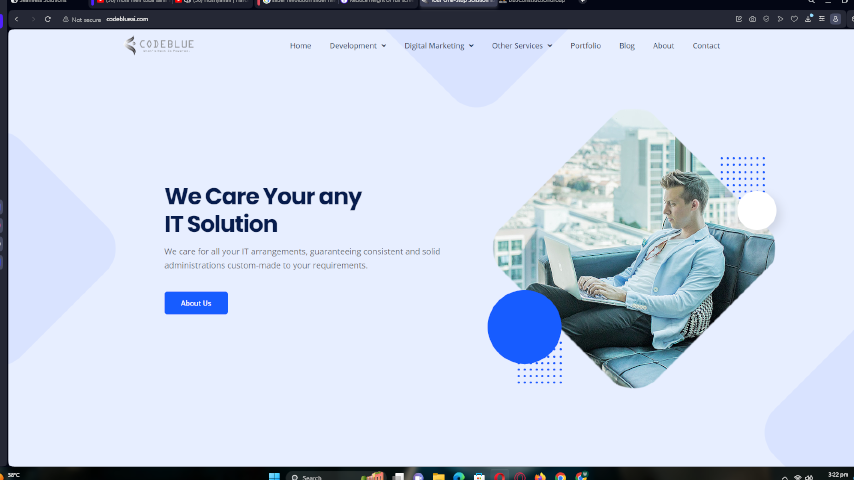 Not secure codeblueai.com
CODEBLUE
Home Development Digital Marketing Other Services Portfolio Blog About Contact
We Care Your any
IT Solution
We care for all your IT arrangements, guaranteeing consistent and solid
administrations custom-made to your requirements.
About Us
38°C
Search
3:22 pm